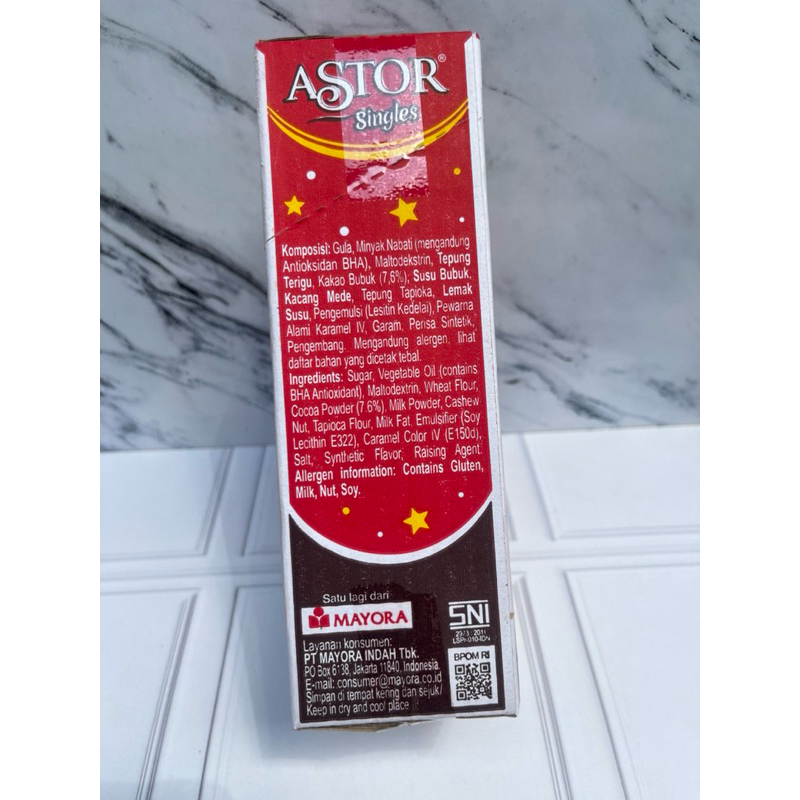 ASTOR®
Singles
Komposisi: Gula, Minyak Nabati (mengandung
Antioksidan BHA), Maltodekstrin, Tepung
Terigu, Kakao Bubuk (7,6%), Susu Bubuk,
Kacang Mede, Tepung Tapioka, Lemak
Susu, Pengemulsi (Lesitin Kedelai), Pewarna
Alami Karamel IV, Garam, Perisa Sintetik,
Pengembang. Mengandung alergen, lihat
daftar bahan yang dicetak tebal.
Ingredients: Sugar, Vegetable Oil (contains
BHA Antioxidant), Maltodextrin, Wheat Flour,
Cocoa Powder (7.6%), Milk Powder, Cashew
Nut, Tapioca Flour, Milk Fat, Emulsifier (Soy
Lecithin E322), Caramel Color IV (E150d),
Salt, Synthetic Flavor, Raising Agent.
Allergen information: Contains Gluten,
Milk, Nut, Soy.
Satu lagi dari
MAYORA
Layanan konsumen:
PT MAYORA INDAH Tbk.
PO Box 6138, Jakarta 11840, Indonesia.
E-mail: consumer@mayora.co.id
Simpan di tempat kering dan sejuk/
Keep in dry and cool place
SNI
2973 : 2011
LSPr-010-IDN
BPOM RI